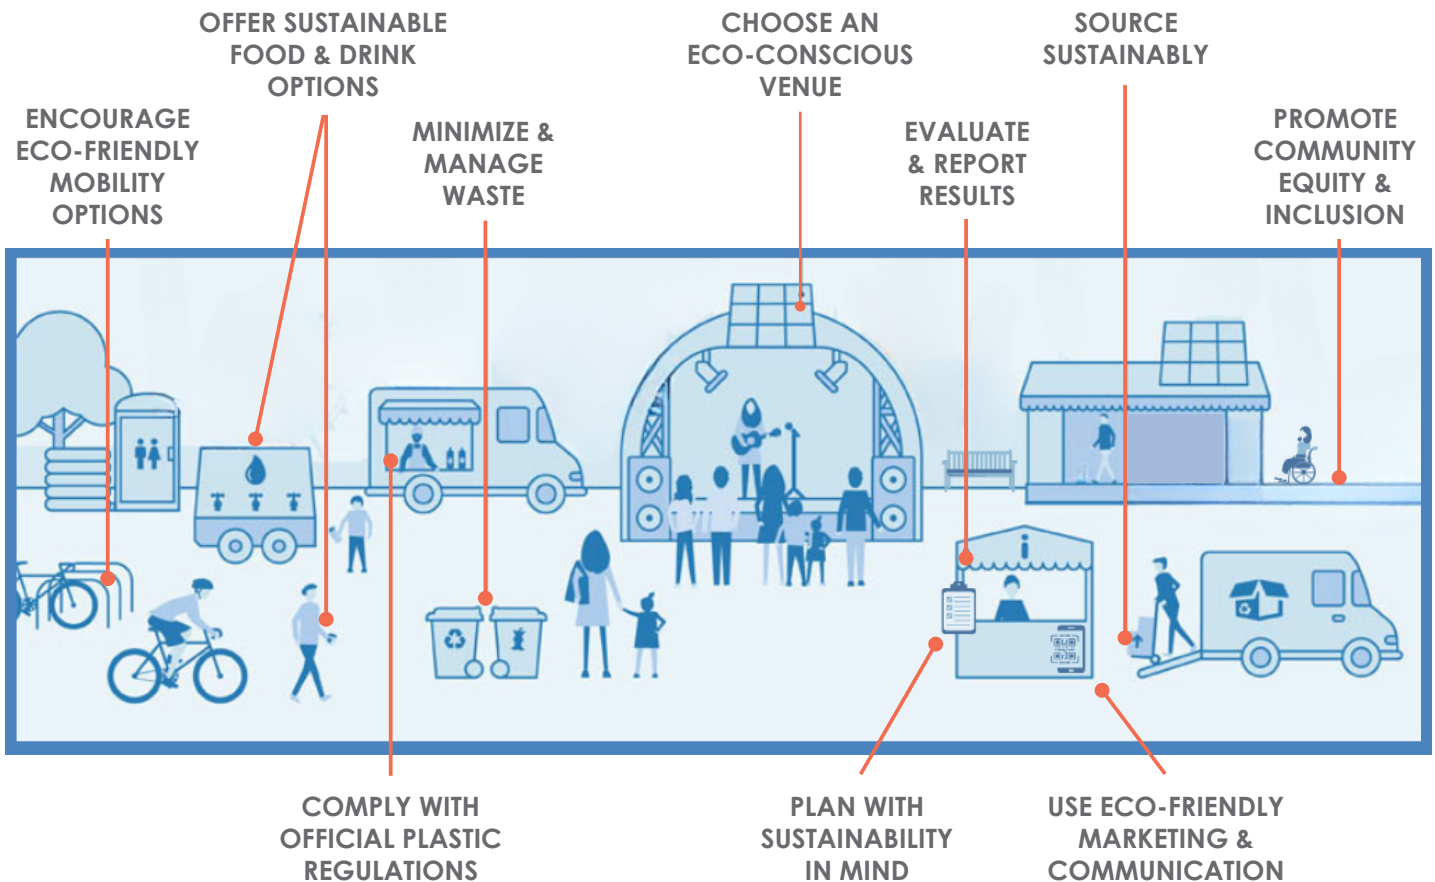 OFFER SUSTAINABLE
FOOD & DRINK
OPTIONS
CHOOSE AN
ECO-CONSCIOUS
VENUE
SOURCE
SUSTAINABLY
ENCOURAGE
ECO-FRIENDLY
MOBILITY
OPTIONS
MINIMIZE &
MANAGE
WASTE
EVALUATE
& REPORT
RESULTS
PROMOTE
COMMUNITY
EQUITY &
INCLUSION
i
COMPLY WITH
OFFICIAL PLASTIC
REGULATIONS
PLAN WITH
SUSTAINABILITY
IN MIND
USE ECO-FRIENDLY
MARKETING &
COMMUNICATION